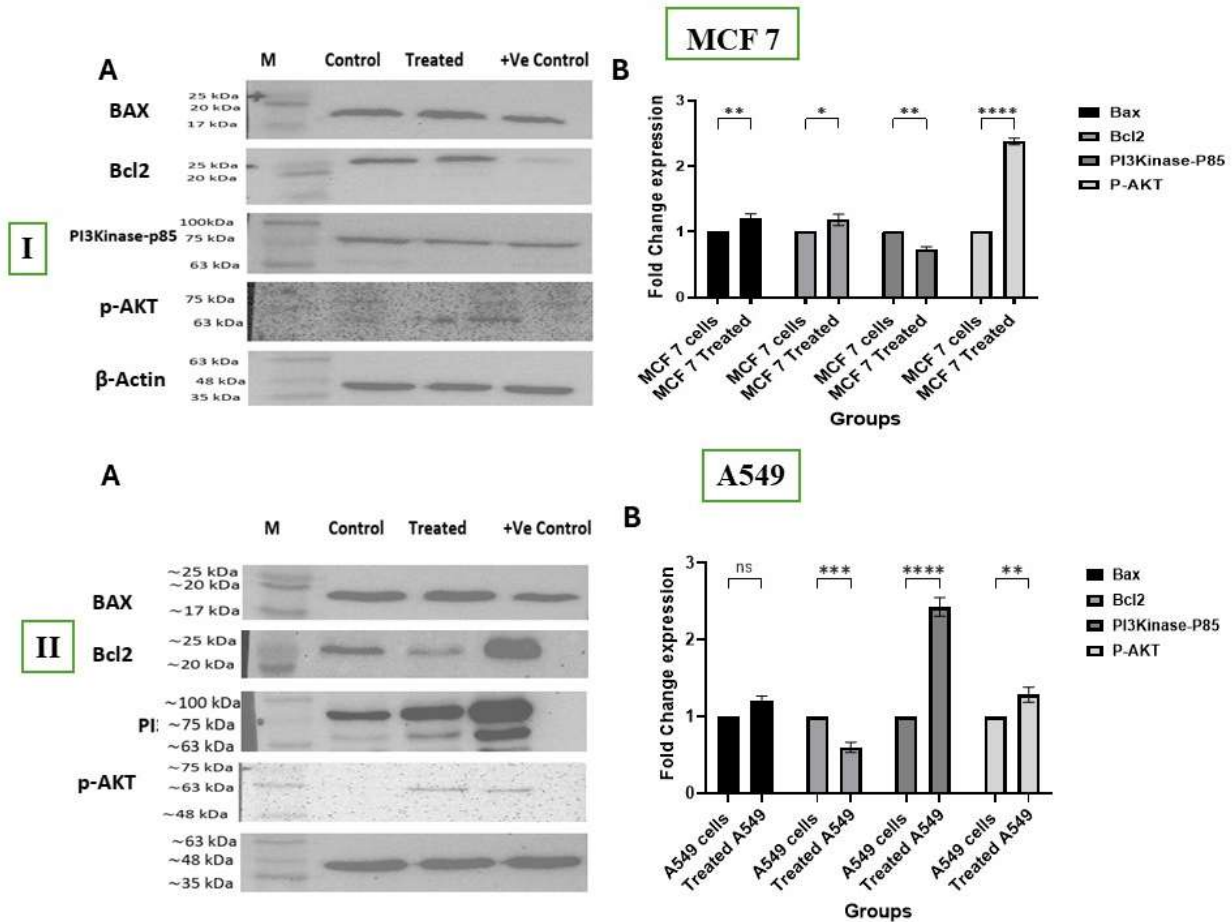 MCF 7
A
M Control Treated +Ve Control
BAX
25 kDa
20 kDa
17 kDa
Bcl2
25 kDa
20 kDa
I
PI3Kinase-p85
100kDa
75 kDa
63 kDa
p-AKT
75 kDa
63 kDa
β-Actin
63 kDa
48 kDa
35 kDa
B
Fold Change expression
3
2
1
0
** * ** ****
MCF 7 cells
MCF 7 Treated
MCF 7 cells
MCF 7 Treated
MCF 7 cells
MCF 7 Treated
MCF 7 cells
MCF 7 Treated
Groups
Bax
Bcl2
PI3Kinase-P85
P-AKT
A549
A
M Control Treated +Ve Control
BAX
~25 kDa
~20 kDa
~17 kDa
II
Bcl2
~25 kDa
~20 kDa
PI:
~100 kDa
~75 kDa
~63 kDa
p-AKT
~75 kDa
~63 kDa
~48 kDa
~63 kDa
~48 kDa
~35 kDa
B
Fold Change expression
3
2
1
0
ns *** **** **
A549 cells
Treated A549
A549 cells
Treated A549
A549 cells
Treated A549
A549 cells
Treated A549
Groups
Bax
Bcl2
PI3Kinase-P85
P-AKT